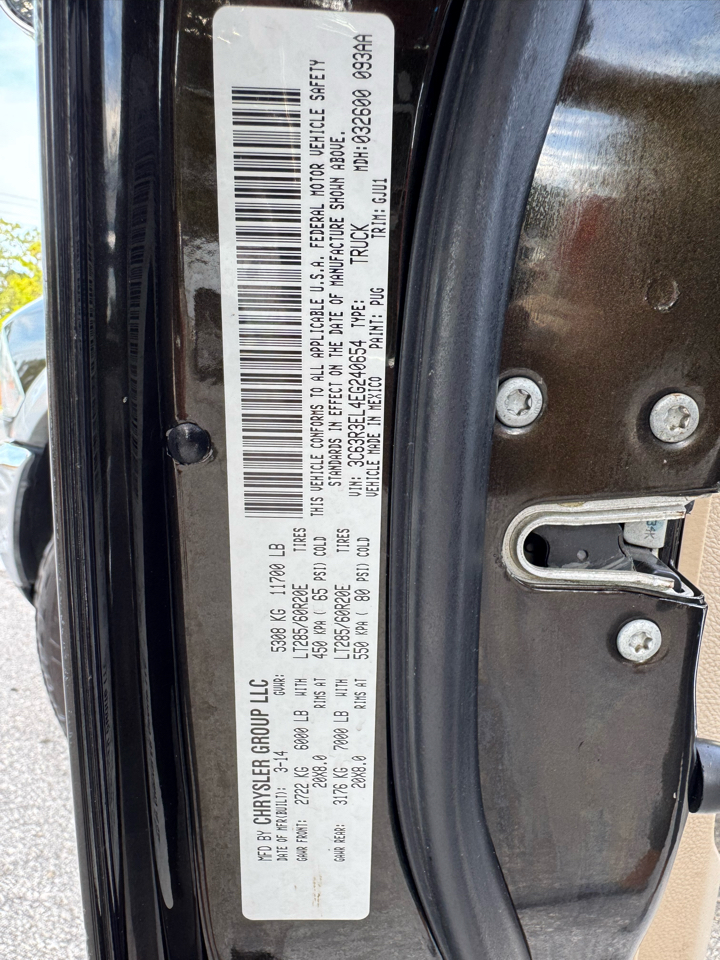 MFD BY CHRYSLER GROUP LLC
DATE OF MFR(BUILT): 3-14 GVWR: 5308 KG 11700 LB
GAWR FRONT: 2722 KG 6000 LB WITH LT285/60R20E TIRES
20X8.0 RIMS AT 450 KPA ( 65 PSI) COLD
GAWR REAR: 3176 KG 7000 LB WITH LT285/60R20E TIRES
20X8.0 RIMS AT 550 KPA ( 80 PSI) COLD
THIS VEHICLE CONFORMS TO ALL APPLICABLE U.S.A. FEDERAL MOTOR VEHICLE SAFETY
STANDARDS IN EFFECT ON THE DATE OF MANUFACTURE SHOWN ABOVE.
VIN: 3C63R3EL4EG240654 TYPE: TRUCK MDH: 032600 093AA
VEHICLE MADE IN MEXICO PAINT: PUG TRIM: GJU1